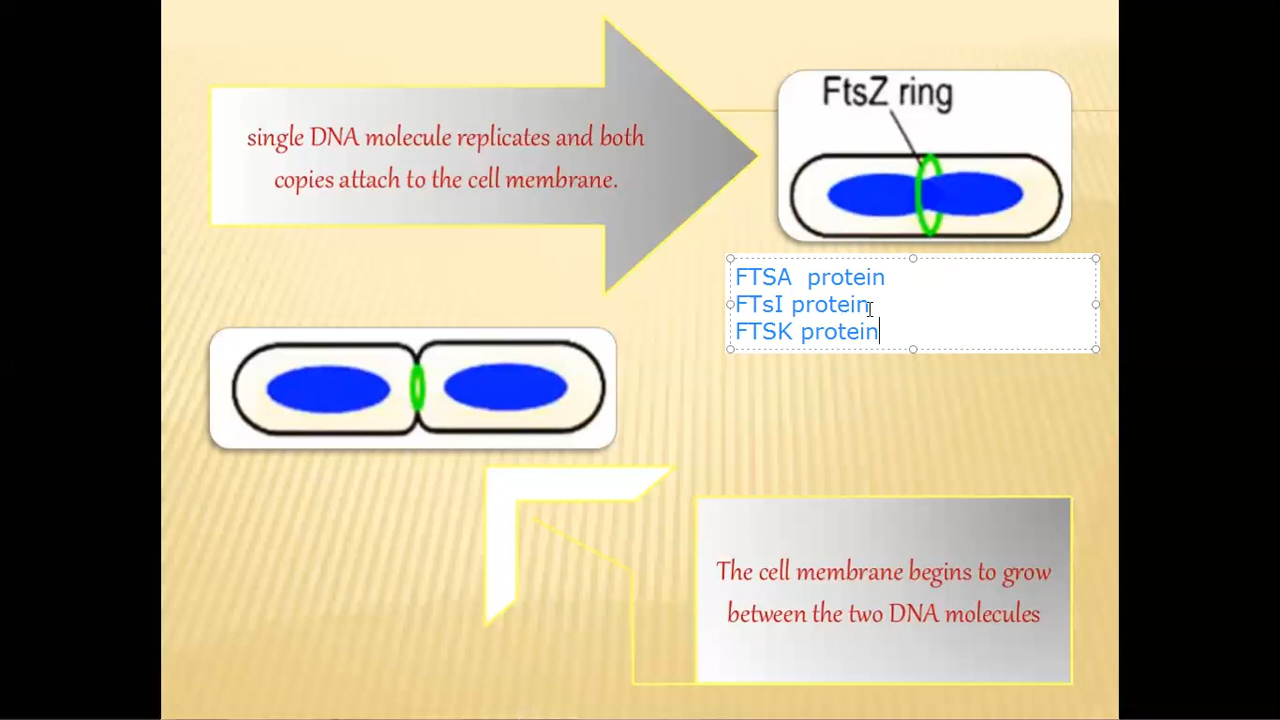 single DNA molecule replicates and both
copies attach to the cell membrane.
FtsZ ring
FTSA  protein
FTsI protein
FTSK protein
The cell membrane begins to grow
between the two DNA molecules